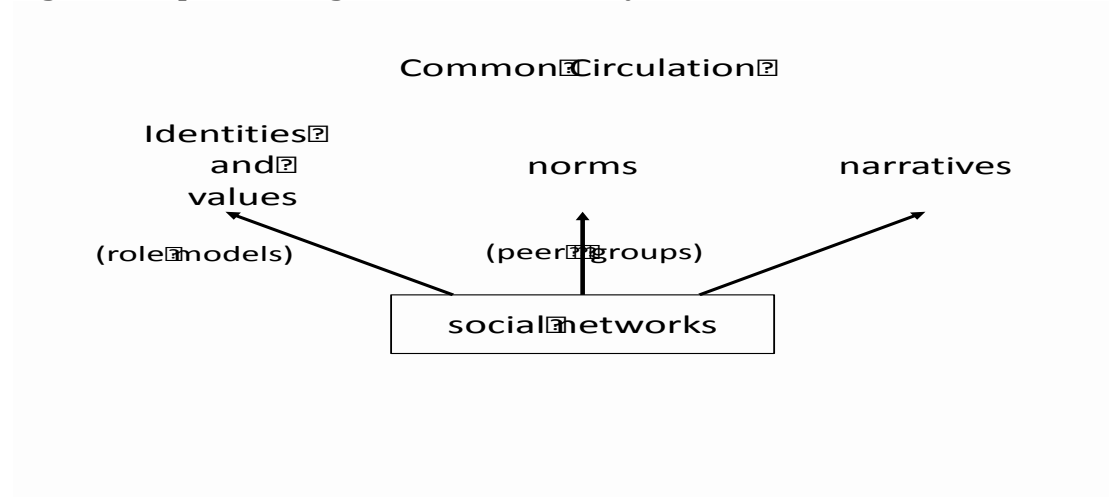 Common Circulation
Identities
and
values
norms
narratives
(role models)
(peer groups)
social networks